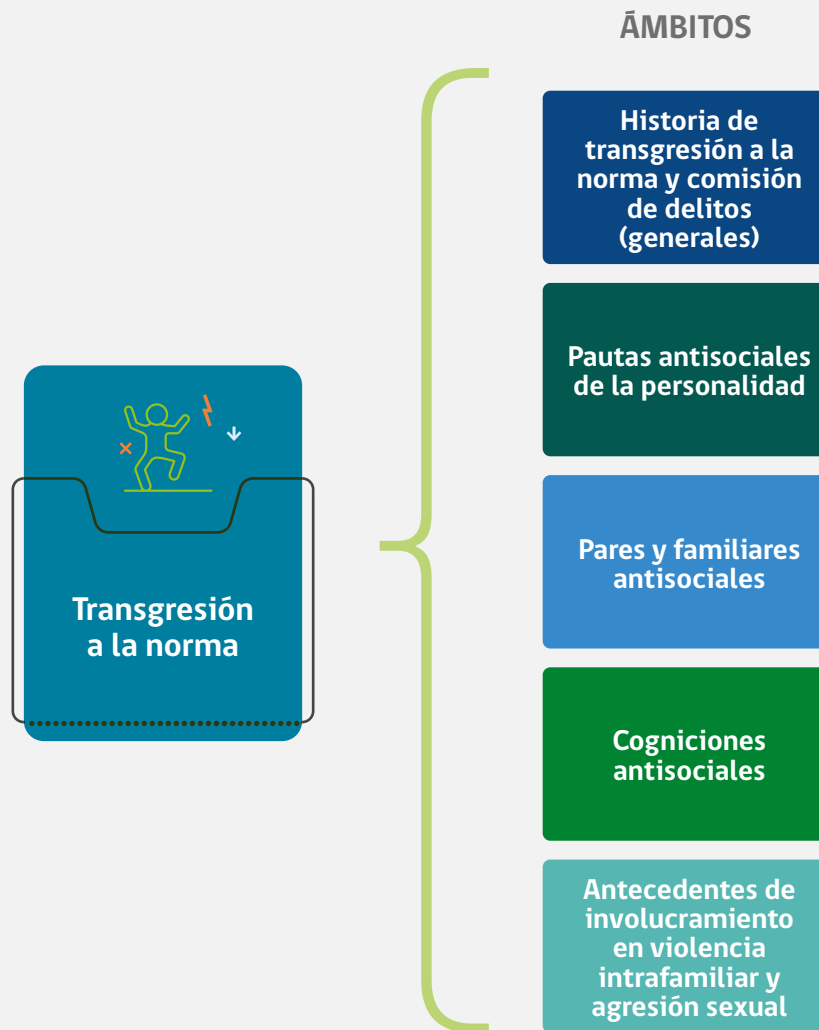 ÁMBITOS
Historia de
transgresión a la
norma y comisión
de delitos
(generales)
Pautas antisociales
de la personalidad
Transgresión
a la norma
Pares y familiares
antisociales
Cogniciones
antisociales
Antecedentes de
involucramiento
en violencia
intrafamiliar y
agresión sexual